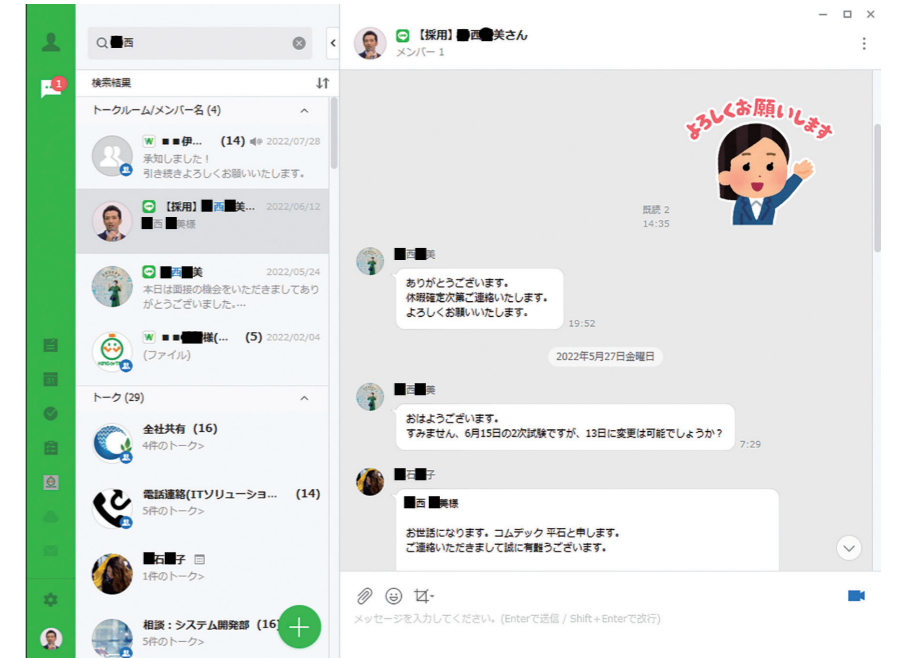 西
検索結果
トークルーム/メンバー名 (4)
W ■■伊... (14) 2022/07/28
承知しました！
引き続きよろしくお願いいたします。
【採用】 西 美... 2022/06/12
西 美様
西 美 2022/05/24
本日は面接の機会をいただきましてあり
がとうございました。…
W ■■ 様(... (5) 2022/02/04
(ファイル)
トーク (29)
全社共有 (16)
4件のトーク>
電話連絡(ITソリューショ... (14)
5件のトーク>
石 子
1件のトーク>
相談：システム開発部 (16)
5件のトーク>
1
【採用】 西 美さん
メンバー 1
よろしくお願いします
既読 2
14:35
西 美
ありがとうございます。
休暇確定次第ご連絡いたします。
よろしくお願いいたします。
19:52
2022年5月27日金曜日
西 美
おはようございます。
すみません、6月15日の2次試験ですが、13日に変更は可能でしょうか？
7:29
石 子
西 美様
お世話になります。コムデック 平石と申します。
ご連絡いただきまして誠に有難うございます。
メッセージを入力してください。(Enterで送信 / Shift+Enterで改行)